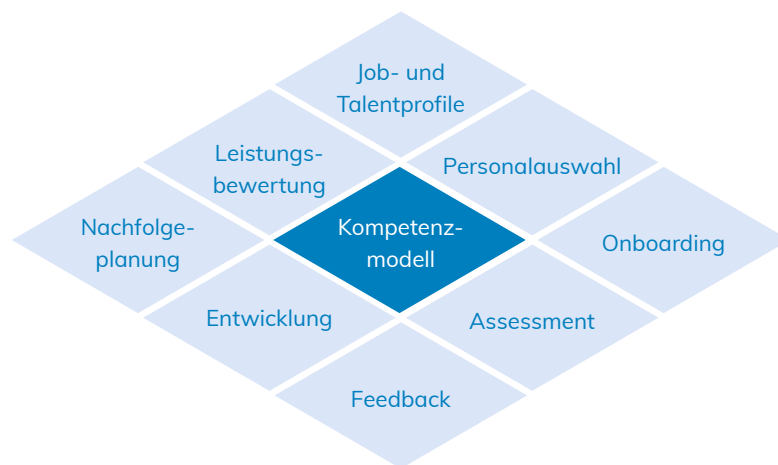 Job- und
Talentprofile
Leistungs-
bewertung
Personalauswahl
Nachfolge-
planung
Kompetenz-
modell
Onboarding
Entwicklung
Assessment
Feedback